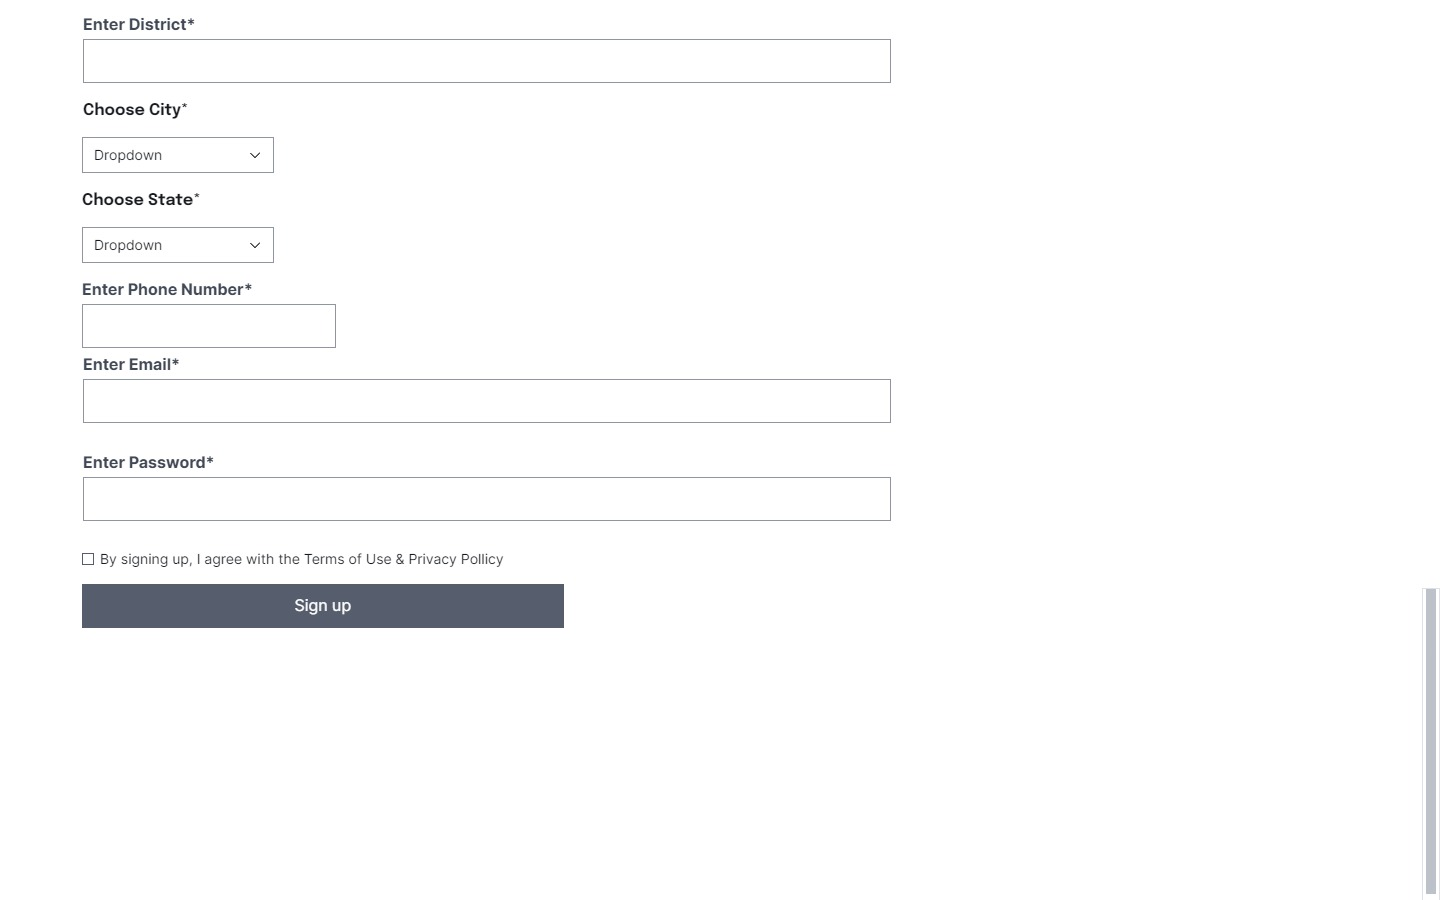 Enter District*
Choose City*
Dropdown
Choose State*
Dropdown
Enter Phone Number*
Enter Email*
Enter Password*
By signing up, I agree with the Terms of Use & Privacy Pollicy
Sign up